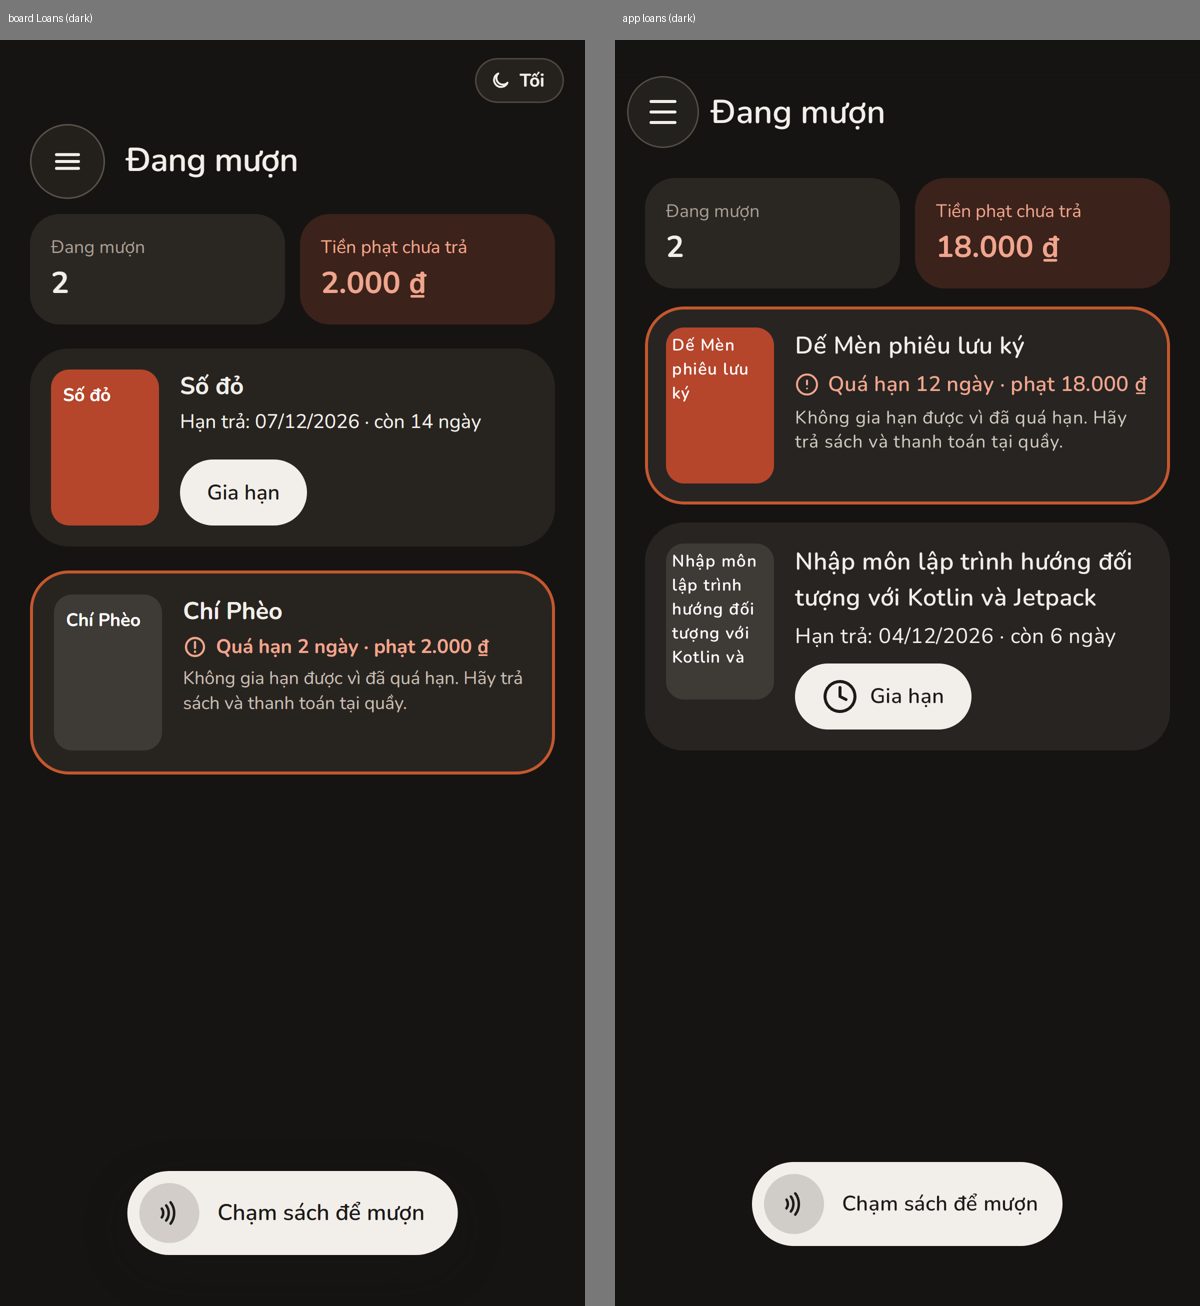 board Loans (dark)
Tối
Đang mượn
Đang mượn
2
Tiền phạt chưa trả
2.000 ₫
Số đỏ
Số đỏ
Hạn trả: 07/12/2026 · còn 14 ngày
Gia hạn
Chí Phèo
Chí Phèo
Quá hạn 2 ngày · phạt 2.000 ₫
Không gia hạn được vì đã quá hạn. Hãy trả
sách và thanh toán tại quầy.
Chạm sách để mượn
app loans (dark)
Đang mượn
Đang mượn
2
Tiền phạt chưa trả
18.000 ₫
Dế Mèn
phiêu lưu
ký
Dế Mèn phiêu lưu ký
Quá hạn 12 ngày · phạt 18.000 ₫
Không gia hạn được vì đã quá hạn. Hãy
trả sách và thanh toán tại quầy.
Nhập môn
lập trình
hướng đối
tượng với
Kotlin và
Nhập môn lập trình hướng đối
tượng với Kotlin và Jetpack
Hạn trả: 04/12/2026 · còn 6 ngày
Gia hạn
Chạm sách để mượn